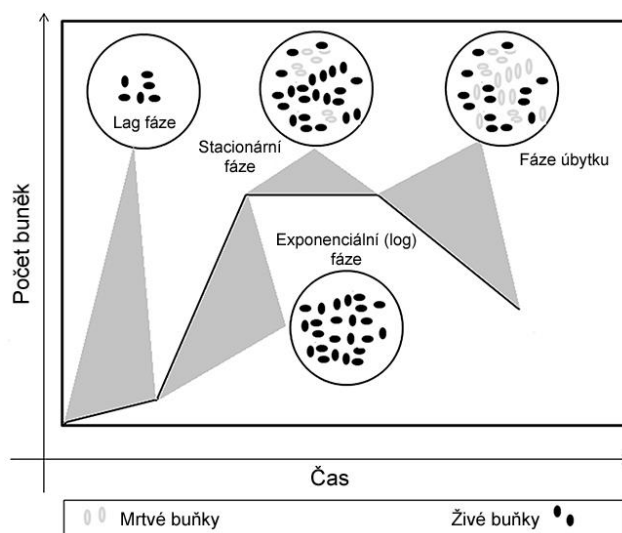 Lag fáze
Stacionární
fáze
Fáze úbytku
Exponenciální (log)
fáze
Počet buněk
Čas
Mrtvé buňky
Živé buňky